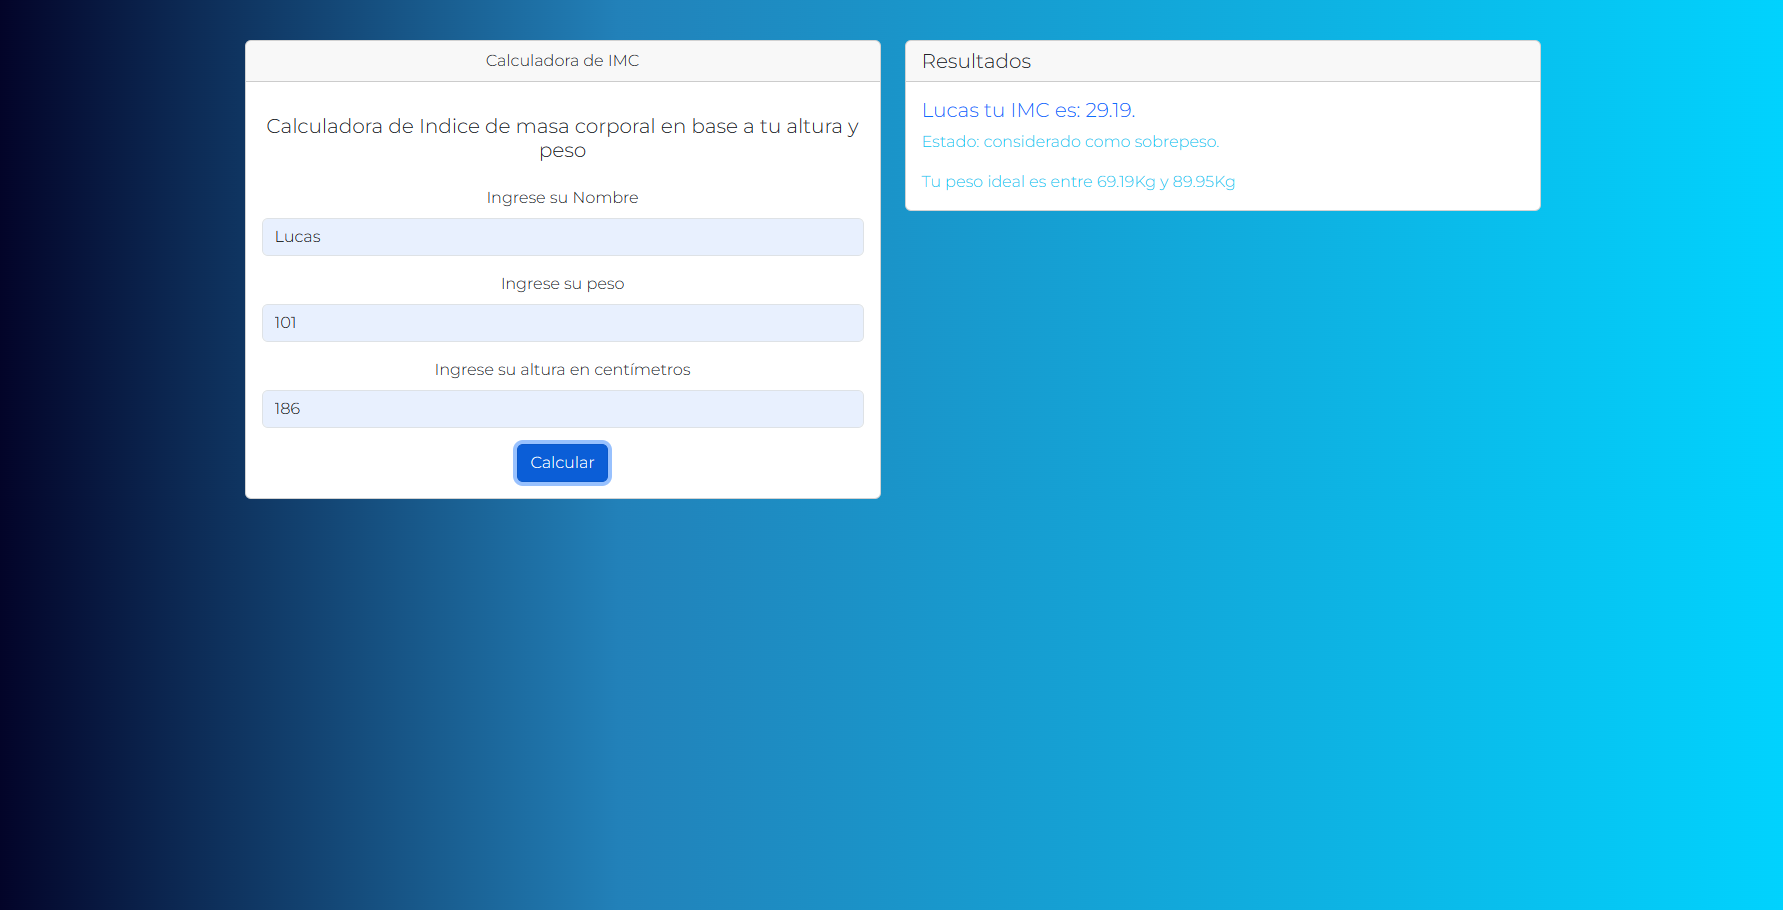 Calculadora de IMC
Calculadora de Indice de masa corporal en base a tu altura y
peso
Ingrese su Nombre
Lucas
Ingrese su peso
101
Ingrese su altura en centímetros
186
Calcular
Resultados
Lucas tu IMC es: 29.19.
Estado: considerado como sobrepeso.
Tu peso ideal es entre 69.19Kg y 89.95Kg